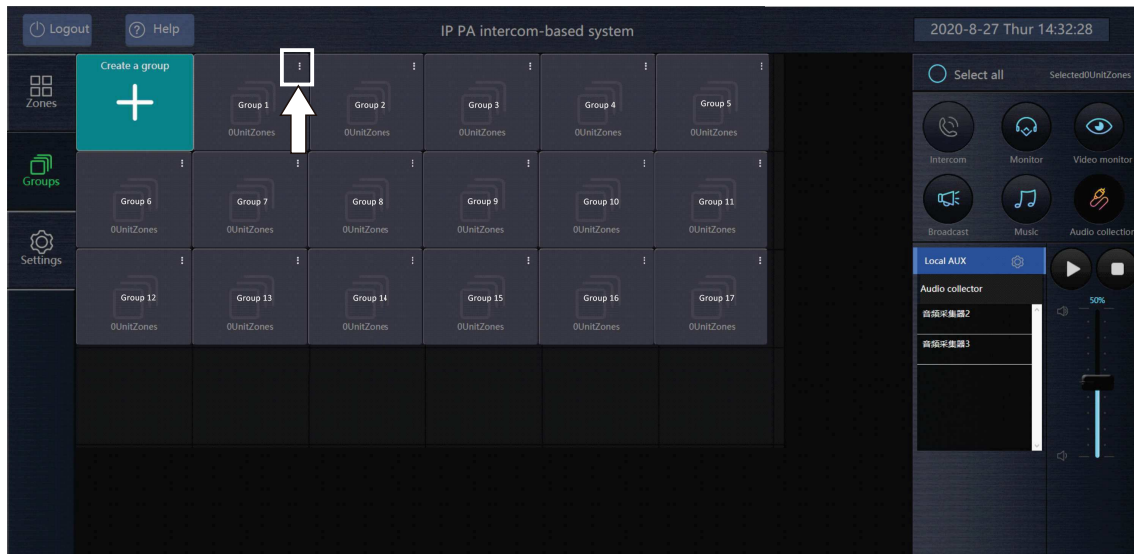 Logout
Help
IP PA intercom-based system
2020-8-27 Thur 14:32:28
Zones
Groups
Settings
Create a group
Group 1
0UnitZones
Group 2
0UnitZones
Group 3
0UnitZones
Group 4
0UnitZones
Group 5
0UnitZones
Group 6
0UnitZones
Group 7
0UnitZones
Group 8
0UnitZones
Group 9
0UnitZones
Group 10
0UnitZones
Group 11
0UnitZones
Group 12
0UnitZones
Group 13
0UnitZones
Group 14
0UnitZones
Group 15
0UnitZones
Group 16
0UnitZones
Group 17
0UnitZones
Select all
Selected0UnitZones
Intercom
Monitor
Video monitor
Broadcast
Music
Audio collection
Local AUX
Audio collector
音频采集器2
音频采集器3
50%